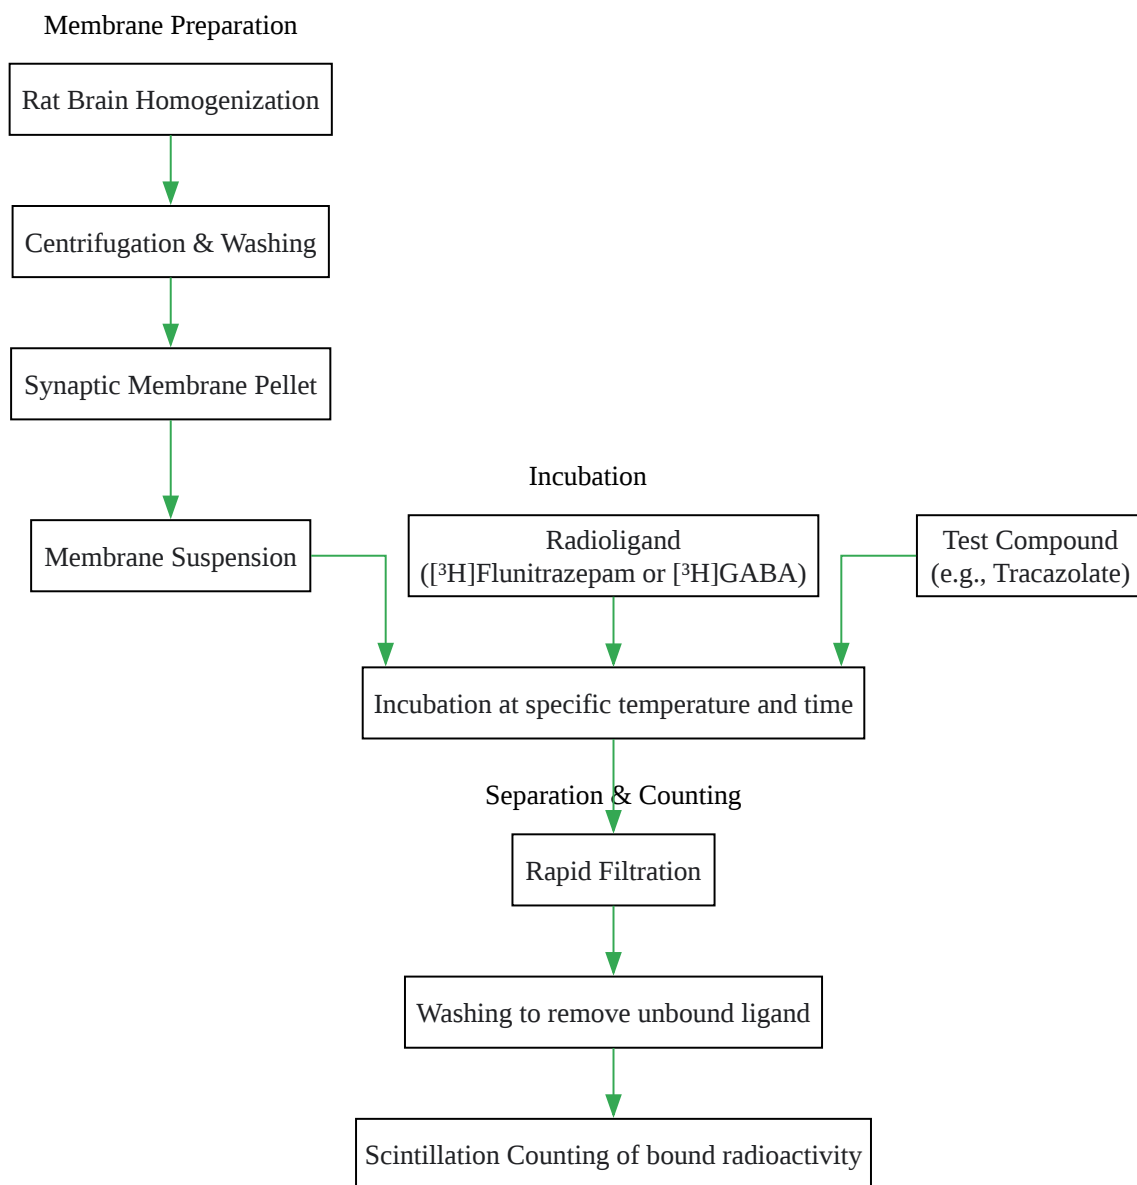 Membrane Preparation
Rat Brain Homogenization
Centrifugation & Washing
Synaptic Membrane Pellet
Membrane Suspension
Incubation
Radioligand
([³H]Flunitrazepam or [³H]GABA)
Test Compound
(e.g., Tracazolate)
Incubation at specific temperature and time
Separation & Counting
Rapid Filtration
Washing to remove unbound ligand
Scintillation Counting of bound radioactivity